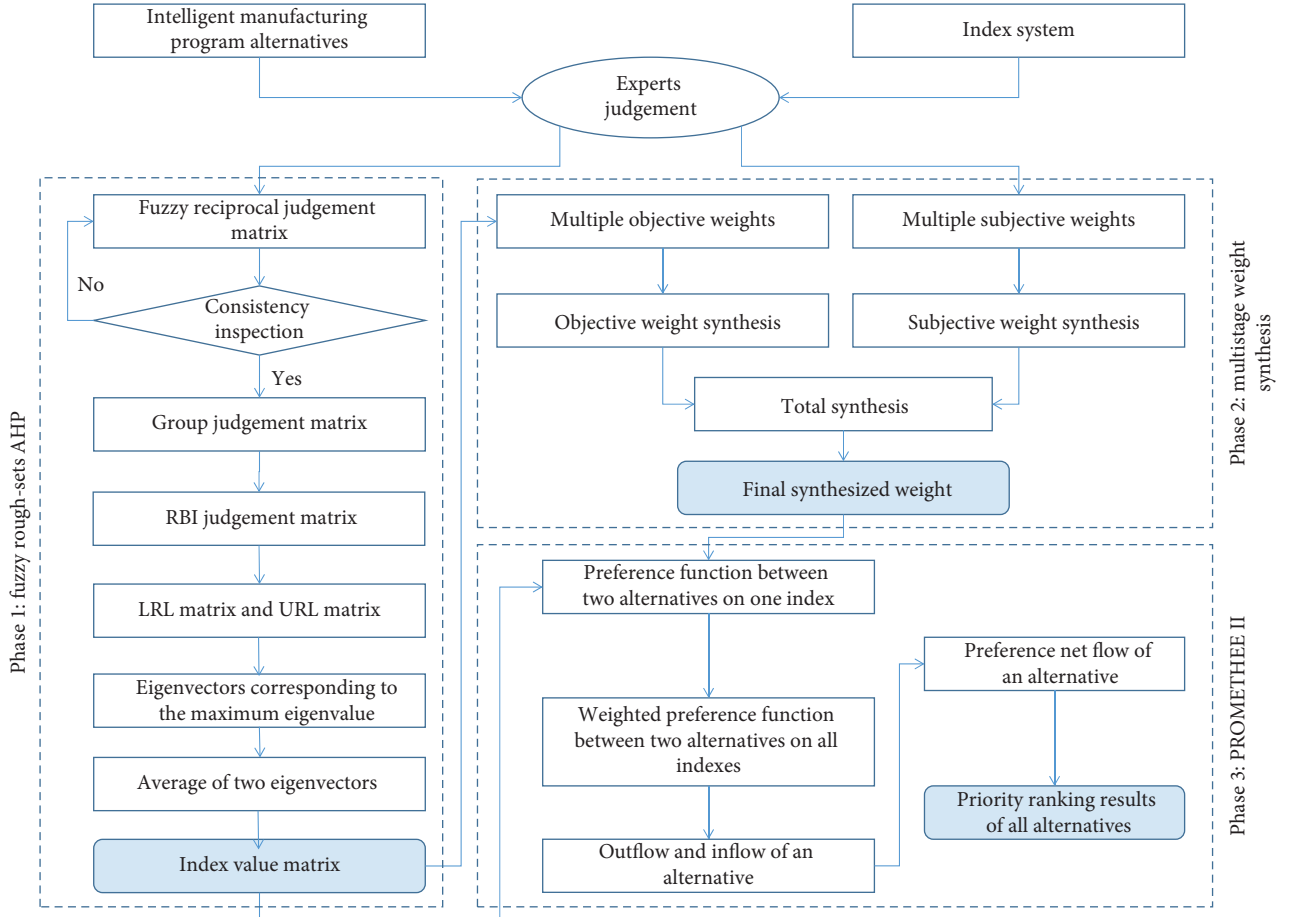 Intelligent manufacturing
program alternatives
Index system
Experts
judgement
Phase 1: fuzzy rough-sets AHP
Fuzzy reciprocal judgement
matrix
No
Consistency
inspection
Yes
Group judgement matrix
RBI judgement matrix
LRL matrix and URL matrix
Eigenvectors corresponding to
the maximum eigenvalue
Average of two eigenvectors
Index value matrix
Multiple objective weights
Multiple subjective weights
Objective weight synthesis
Subjective weight synthesis
Total synthesis
Final synthesized weight
Phase 2: multistage weight
synthesis
Preference function between
two alternatives on one index
Weighted preference function
between two alternatives on all
indexes
Outflow and inflow of an
alternative
Preference net flow of
an alternative
Priority ranking results
of all alternatives
Phase 3: PROMETHEE II